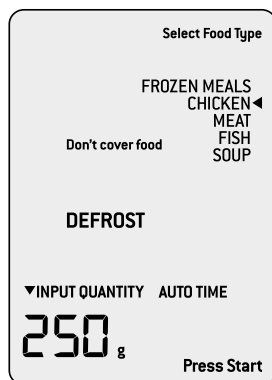 Select Food Type
FROZEN MEALS
CHICKEN◀
MEAT
FISH
SOUP
Don't cover food
DEFROST
▼INPUT QUANTITY AUTO TIME
250 g
Press Start